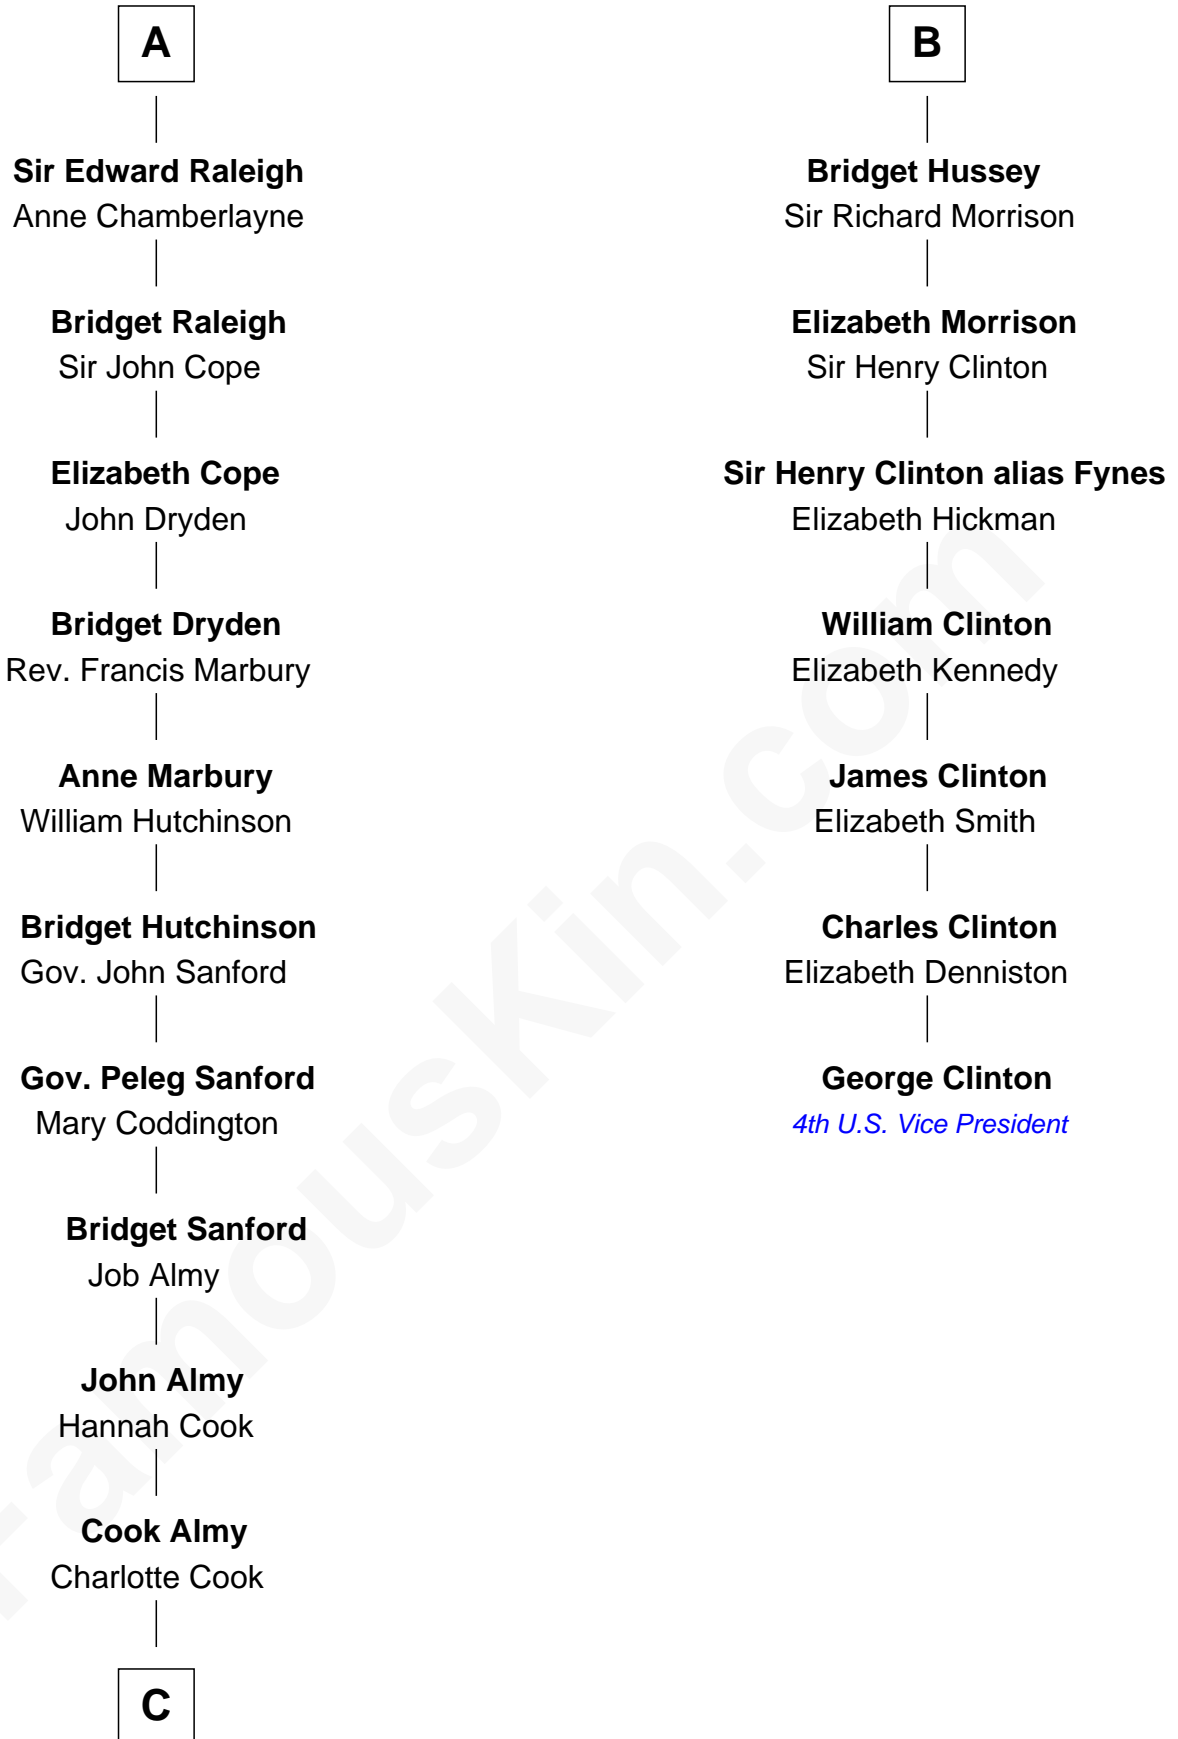 A
Sir Edward Raleigh
Anne Chamberlayne
Bridget Raleigh
Sir John Cope
Elizabeth Cope
John Dryden
Bridget Dryden
Rev. Francis Marbury
Anne Marbury
William Hutchinson
Bridget Hutchinson
Gov. John Sanford
Gov. Peleg Sanford
Mary Coddington
Bridget Sanford
Job Almy
John Almy
Hannah Cook
Cook Almy
Charlotte Cook
C
B
Bridget Hussey
Sir Richard Morrison
Elizabeth Morrison
Sir Henry Clinton
Sir Henry Clinton alias Fynes
Elizabeth Hickman
William Clinton
Elizabeth Kennedy
James Clinton
Elizabeth Smith
Charles Clinton
Elizabeth Denniston
George Clinton
4th U.S. Vice President
FamousKin.com